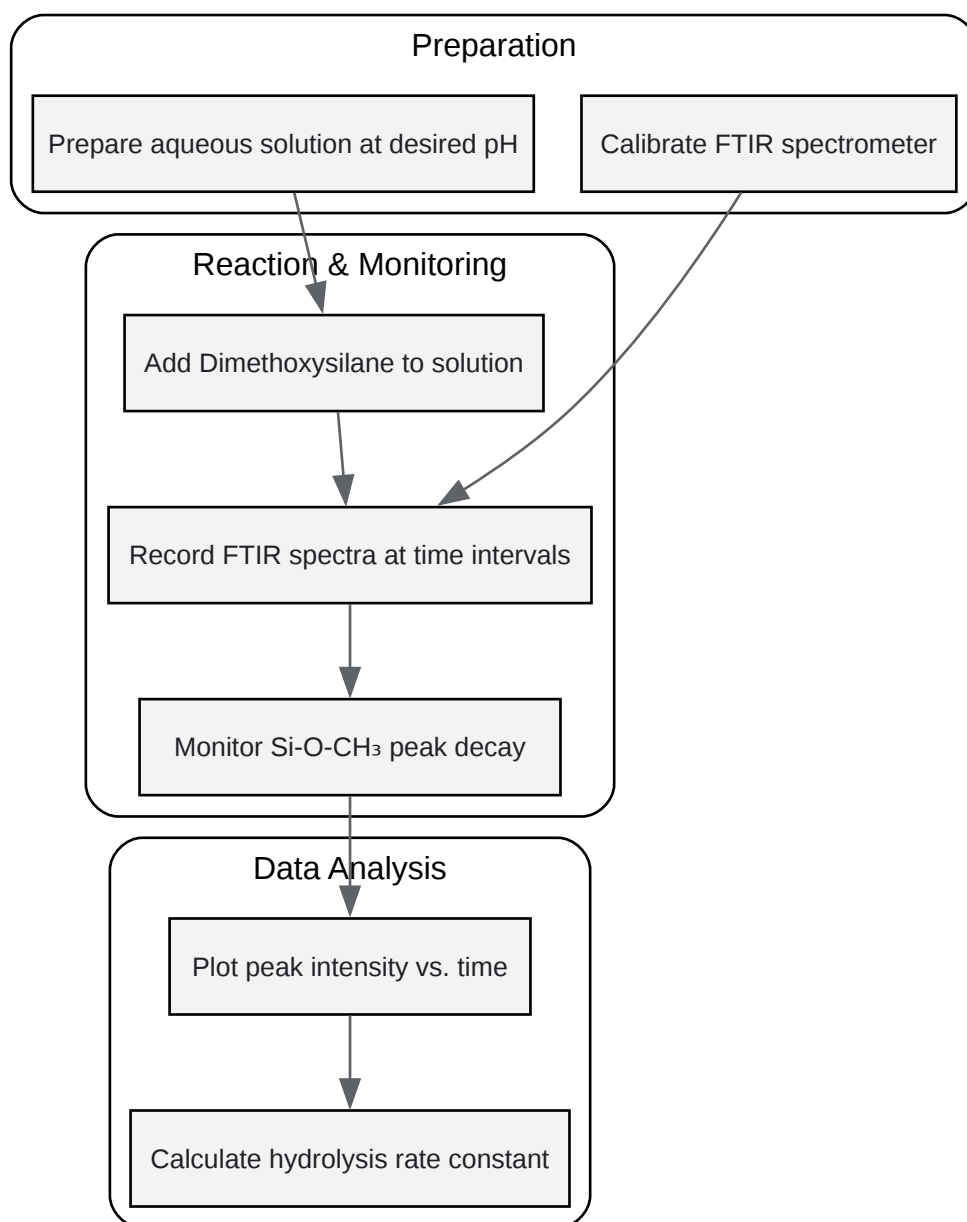 Preparation
Prepare aqueous solution at desired pH
Calibrate FTIR spectrometer
Reaction & Monitoring
Add Dimethoxysilane to solution
Record FTIR spectra at time intervals
Monitor Si-O-CH₃ peak decay
Data Analysis
Plot peak intensity vs. time
Calculate hydrolysis rate constant